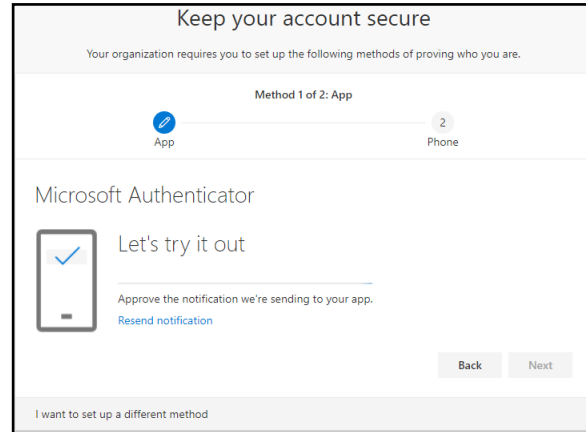 Keep your account secure
Your organization requires you to set up the following methods of proving who you are.
Method 1 of 2: App
App
2
Phone
Microsoft Authenticator
Let's try it out
Approve the notification we're sending to your app.
Resend notification
Back Next
I want to set up a different method